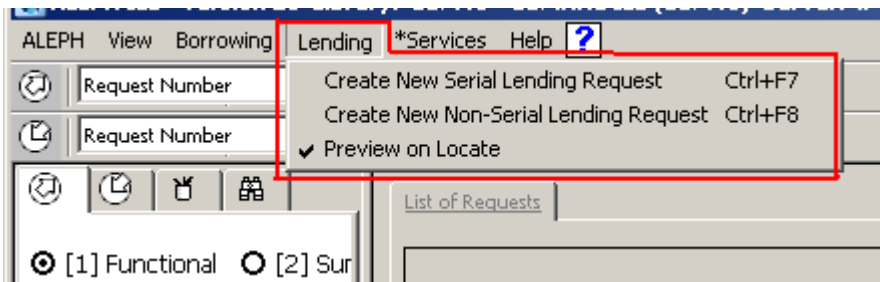 ALEPH View Borrowing Lending *Services Help ?
Request Number
Create New Serial Lending Request Ctrl+F7
Create New Non-Serial Lending Request Ctrl+F8
Request Number
✔ Preview on Locate
List of Requests
[1] Functional [2] Sur